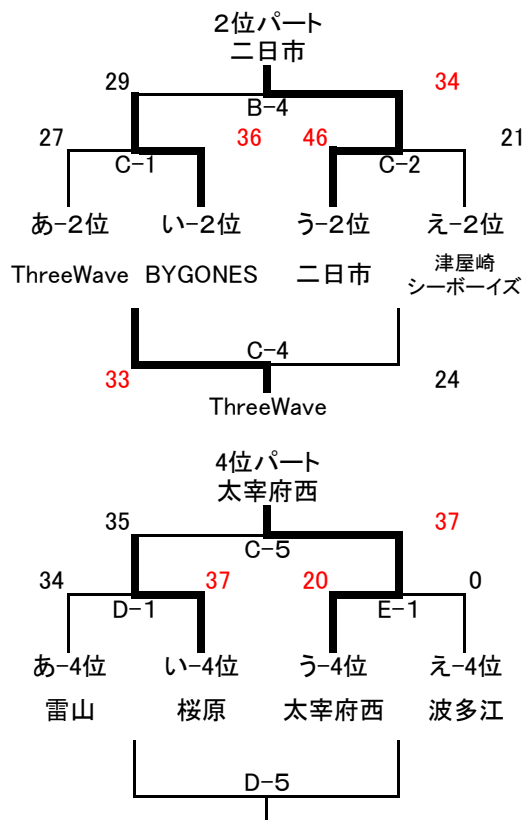 ２位パート
二日市
29 34
B-4
27 36 46 21
C-1 C-2
あ-２位 い-２位 う-２位 え-２位
ThreeWave BYGONES 二日市 津屋崎
シーボーイズ
C-4
33 24
ThreeWave
4位パート
太宰府西
35 37
C-5
34 37 20 0
D-1 E-1
あ-4位 い-4位 う-4位 え-4位
雷山 桜原 太宰府西 波多江
D-5